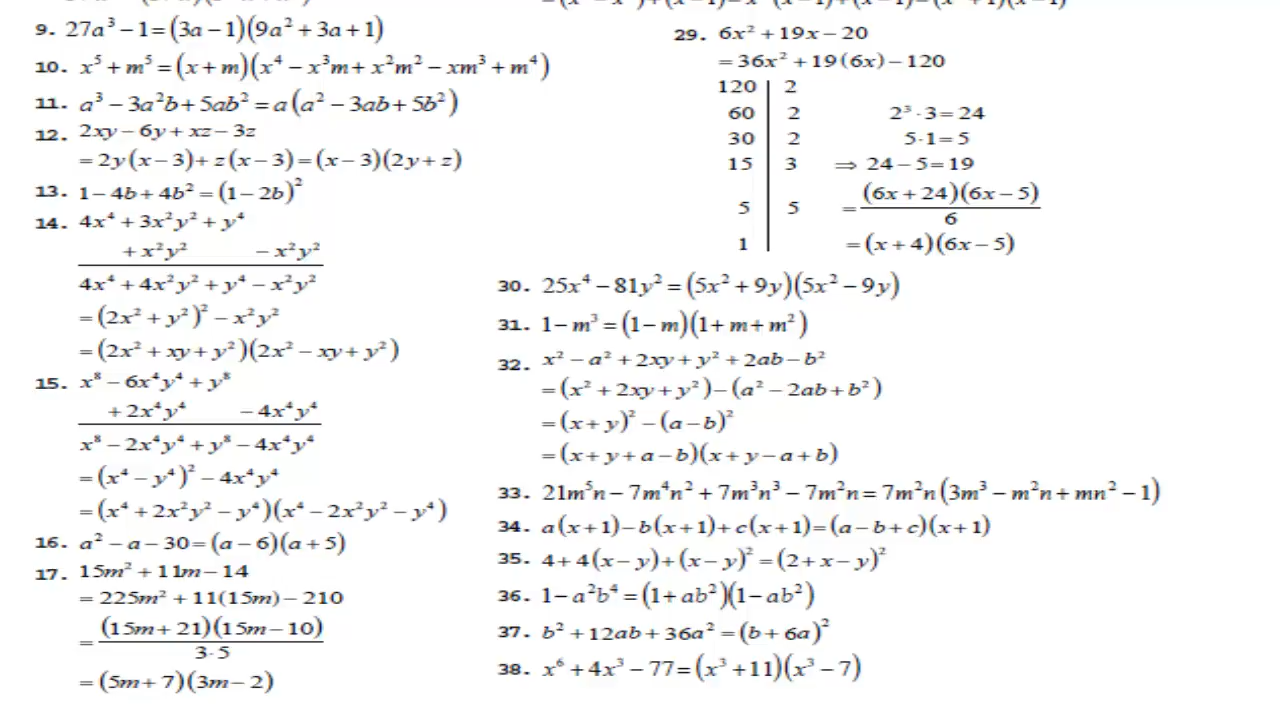 9. 27a³ − 1 = (3a − 1)(9a² + 3a + 1)
10. x⁵ + m⁵ = (x + m)(x⁴ − x³m + x²m² − xm³ + m⁴)
11. a³ − 3a²b + 5ab² = a(a² − 3ab + 5b²)
12. 2xy − 6y + xz − 3z
= 2y(x − 3) + z(x − 3) = (x − 3)(2y + z)
13. 1 − 4b + 4b² = (1 − 2b)²
14. 4x⁴ + 3x²y² + y⁴
+ x²y² − x²y²
4x⁴ + 4x²y² + y⁴ − x²y²
= (2x² + y²)² − x²y²
= (2x² + xy + y²)(2x² − xy + y²)
15. x⁸ − 6x⁴y⁴ + y⁸
+ 2x⁴y⁴ − 4x⁴y⁴
x⁸ − 2x⁴y⁴ + y⁸ − 4x⁴y⁴
= (x⁴ − y⁴)² − 4x⁴y⁴
= (x⁴ + 2x²y² − y⁴)(x⁴ − 2x²y² − y⁴)
16. a² − a − 30 = (a − 6)(a + 5)
17. 15m² + 11m − 14
= 225m² + 11(15m) − 210
= (15m + 21)(15m − 10)
3·5
= (5m + 7)(3m − 2)
29. 6x² + 19x − 20
= 36x² + 19(6x) − 120
120 | 2
60 | 2 2³·3 = 24
30 | 2 5·1 = 5
15 | 3 ⇒ 24 − 5 = 19
5 | 5 = (6x + 24)(6x − 5)
6
1 | = (x + 4)(6x − 5)
30. 25x⁴ − 81y² = (5x² + 9y)(5x² − 9y)
31. 1 − m³ = (1 − m)(1 + m + m²)
32. x² − a² + 2xy + y² + 2ab − b²
= (x² + 2xy + y²) − (a² − 2ab + b²)
= (x + y)² − (a − b)²
= (x + y + a − b)(x + y − a + b)
33. 21m⁵n − 7m⁴n² + 7m³n³ − 7m²n = 7m²n(3m³ − m²n + mn² − 1)
34. a(x + 1) − b(x + 1) + c(x + 1) = (a − b + c)(x + 1)
35. 4 + 4(x − y) + (x − y)² = (2 + x − y)²
36. 1 − a²b⁴ = (1 + ab²)(1 − ab²)
37. b² + 12ab + 36a² = (b + 6a)²
38. x⁶ + 4x³ − 77 = (x³ + 11)(x³ − 7)